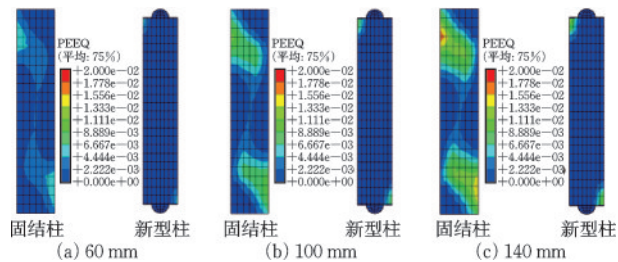 PEEQ
(平均: 75%)
+2.000e−02
+1.778e−02
+1.556e−02
+1.333e−02
+1.111e−02
+8.889e−03
+6.667e−03
+4.444e−03
+2.222e−03
+0.000e+00
固结柱 新型柱
(a) 60 mm
PEEQ
(平均: 75%)
+2.000e−02
+1.778e−02
+1.556e−02
+1.333e−02
+1.111e−02
+8.889e−03
+6.667e−03
+4.444e−03
+2.222e−03
+0.000e+00
固结柱 新型柱
(b) 100 mm
PEEQ
(平均: 75%)
+2.000e−02
+1.778e−02
+1.556e−02
+1.333e−02
+1.111e−02
+8.889e−03
+6.667e−03
+4.444e−03
+2.222e−03
+0.000e+00
固结柱 新型柱
(c) 140 mm